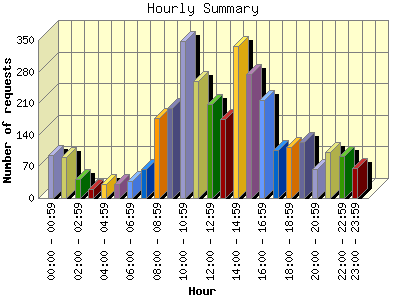 Hourly Summary
Number of requests
350
280
210
140
70
0
00:00 - 00:59
02:00 - 02:59
04:00 - 04:59
06:00 - 06:59
08:00 - 08:59
10:00 - 10:59
12:00 - 12:59
14:00 - 14:59
16:00 - 16:59
18:00 - 18:59
20:00 - 20:59
22:00 - 22:59
23:00 - 23:59
Hour